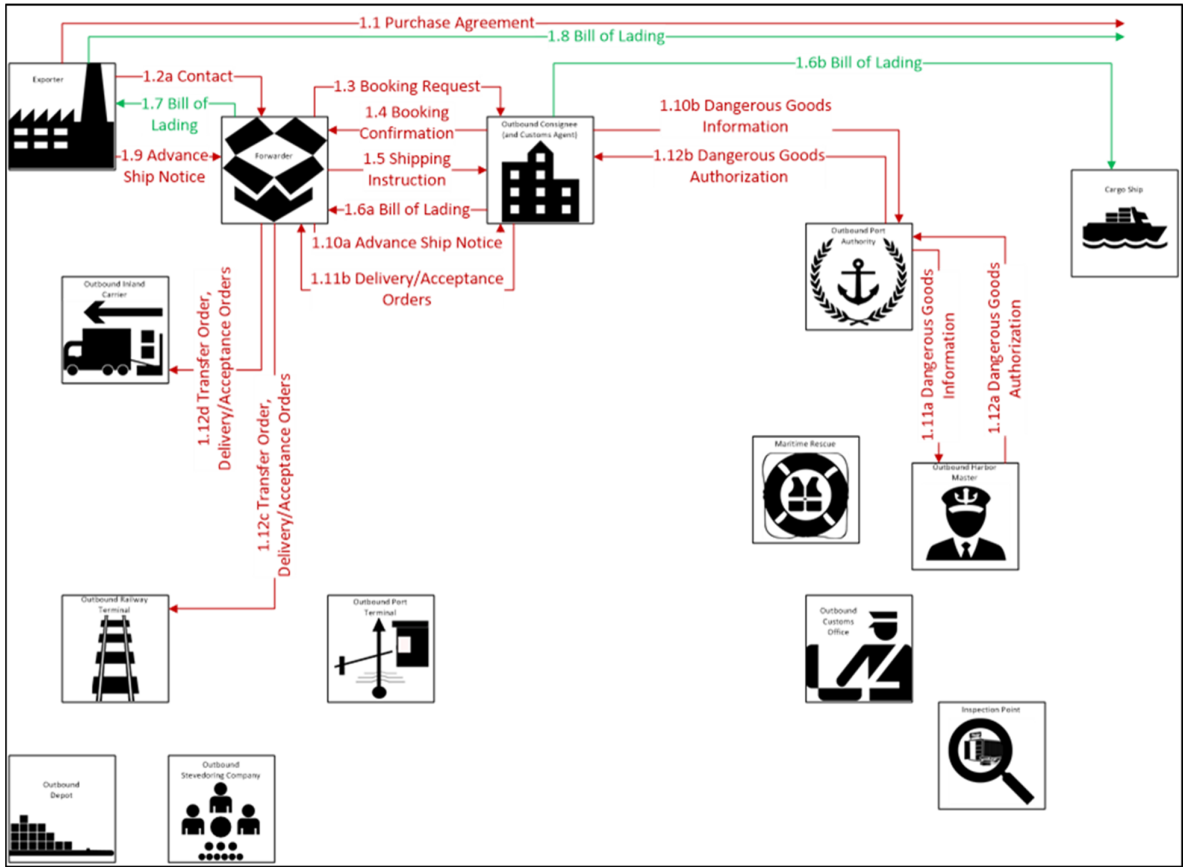 1.1 Purchase Agreement
1.8 Bill of Lading
1.6b Bill of Lading
Exporter
1.2a Contact
1.7 Bill of
Lading
1.9 Advance
Ship Notice
Forwarder
1.3 Booking Request
1.4 Booking
Confirmation
1.5 Shipping
Instruction
1.6a Bill of Lading
1.10a Advance Ship Notice
1.11b Delivery/Acceptance
Orders
Outbound Consignee
(and Customs Agent)
1.10b Dangerous Goods
Information
1.12b Dangerous Goods
Authorization
Cargo Ship
Outbound Port
Authority
Outbound Inland
Carrier
1.12d Transfer Order,
Delivery/Acceptance Orders
1.12c Transfer Order,
Delivery/Acceptance Orders
1.11a Dangerous Goods
Information
1.12a Dangerous Goods
Authorization
Maritime Rescue
Outbound Harbor
Master
Outbound Railway
Terminal
Outbound Port
Terminal
Outbound
Customs
Office
Inspection Point
Outbound
Depot
Outbound
Stevedoring Company